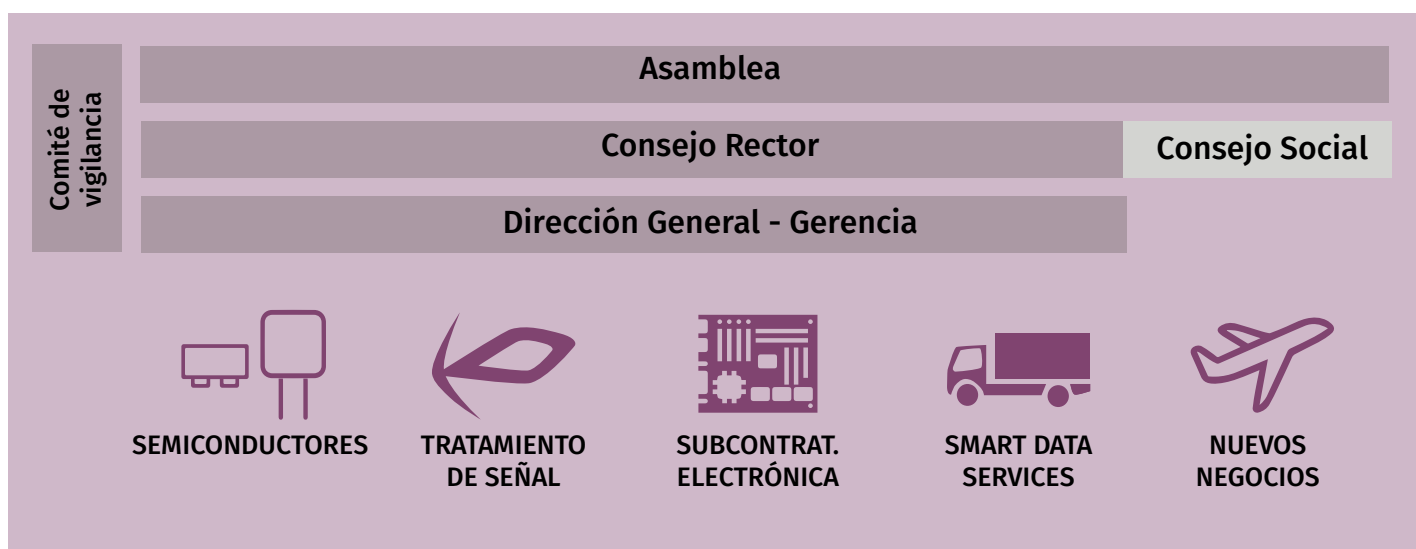 Comité de
vigilancia
Asamblea
Consejo Rector
Consejo Social
Dirección General - Gerencia
SEMICONDUCTORES
TRATAMIENTO
DE SEÑAL
SUBCONTRAT.
ELECTRÓNICA
SMART DATA
SERVICES
NUEVOS
NEGOCIOS